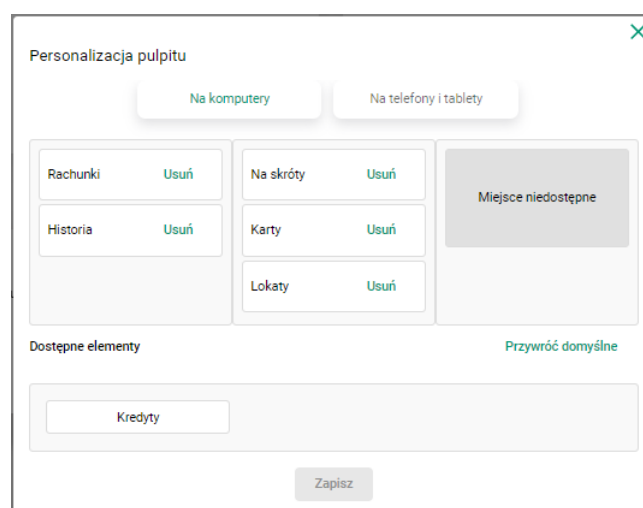 Personalizacja pulpitu
Na komputery
Na telefony i tablety
Rachunki Usuń
Historia Usuń
Na skróty Usuń
Karty Usuń
Lokaty Usuń
Miejsce niedostępne
Dostępne elementy
Przywróć domyślne
Kredyty
Zapisz